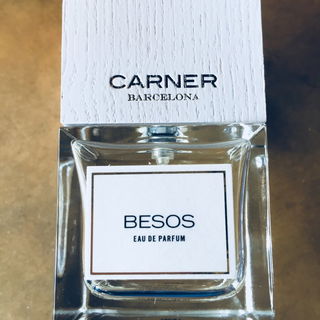 CARNER
BARCELONA
BESOS
EAU DE PARFUM